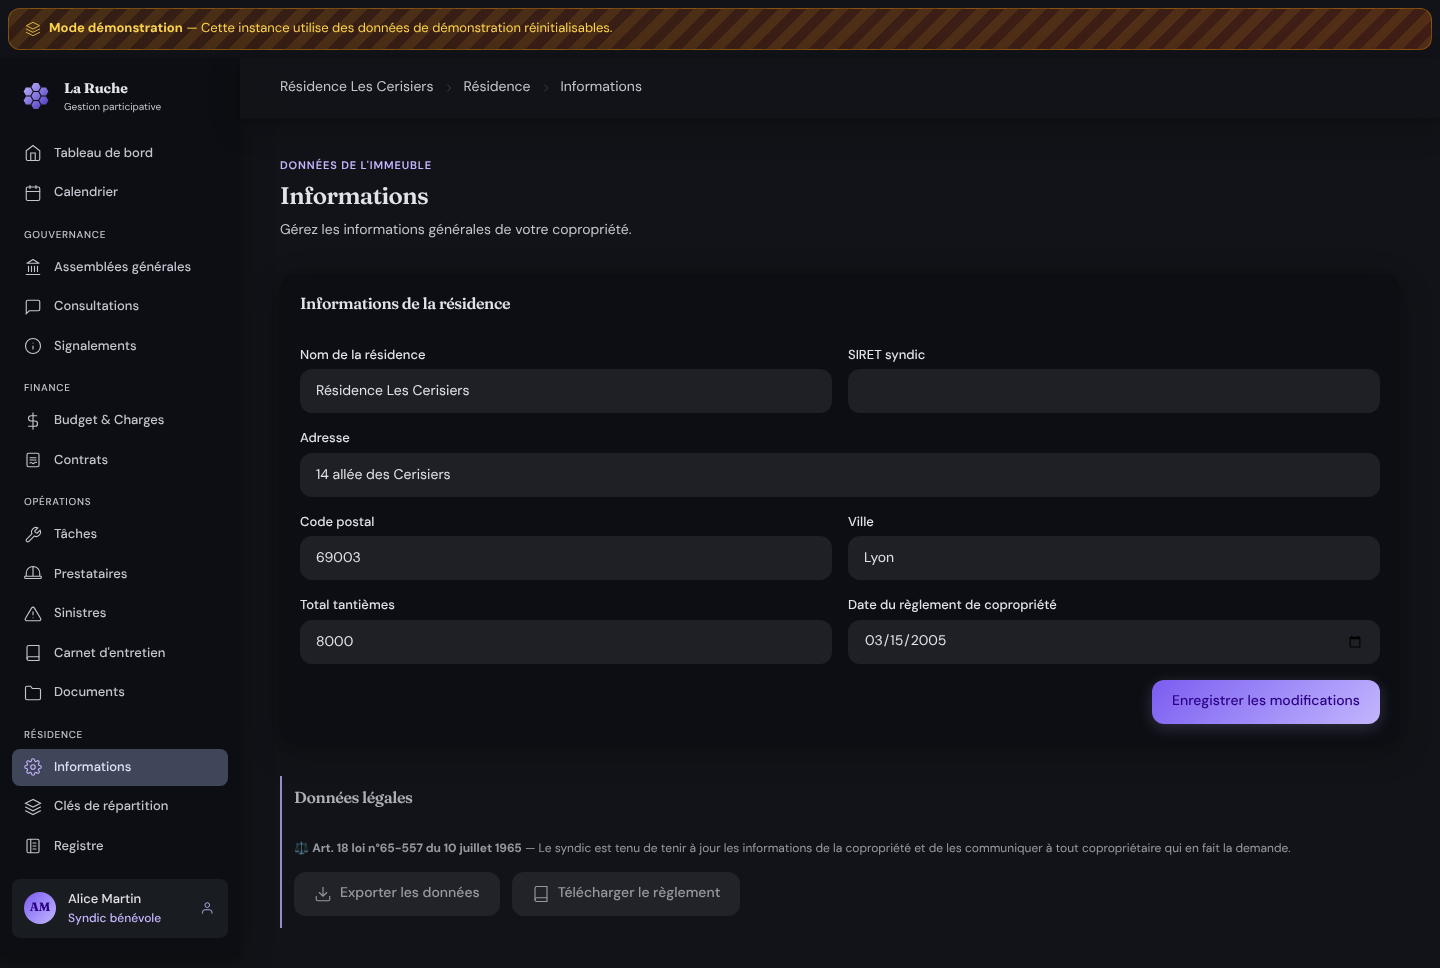 Mode démonstration — Cette instance utilise des données de démonstration réinitialisables.
La Ruche
Gestion participative
Tableau de bord
Calendrier
GOUVERNANCE
Assemblées générales
Consultations
Signalements
FINANCE
Budget & Charges
Contrats
OPÉRATIONS
Tâches
Prestataires
Sinistres
Carnet d'entretien
Documents
RÉSIDENCE
Informations
Clés de répartition
Registre
AM
Alice Martin
Syndic bénévole
Résidence Les Cerisiers > Résidence > Informations
DONNÉES DE L'IMMEUBLE
Informations
Gérez les informations générales de votre copropriété.
Informations de la résidence
Nom de la résidence
Résidence Les Cerisiers
SIRET syndic
Adresse
14 allée des Cerisiers
Code postal
69003
Ville
Lyon
Total tantièmes
8000
Date du règlement de copropriété
03/15/2005
Enregistrer les modifications
Données légales
Art. 18 loi n°65-557 du 10 juillet 1965 — Le syndic est tenu de tenir à jour les informations de la copropriété et de les communiquer à tout copropriétaire qui en fait la demande.
Exporter les données
Télécharger le règlement